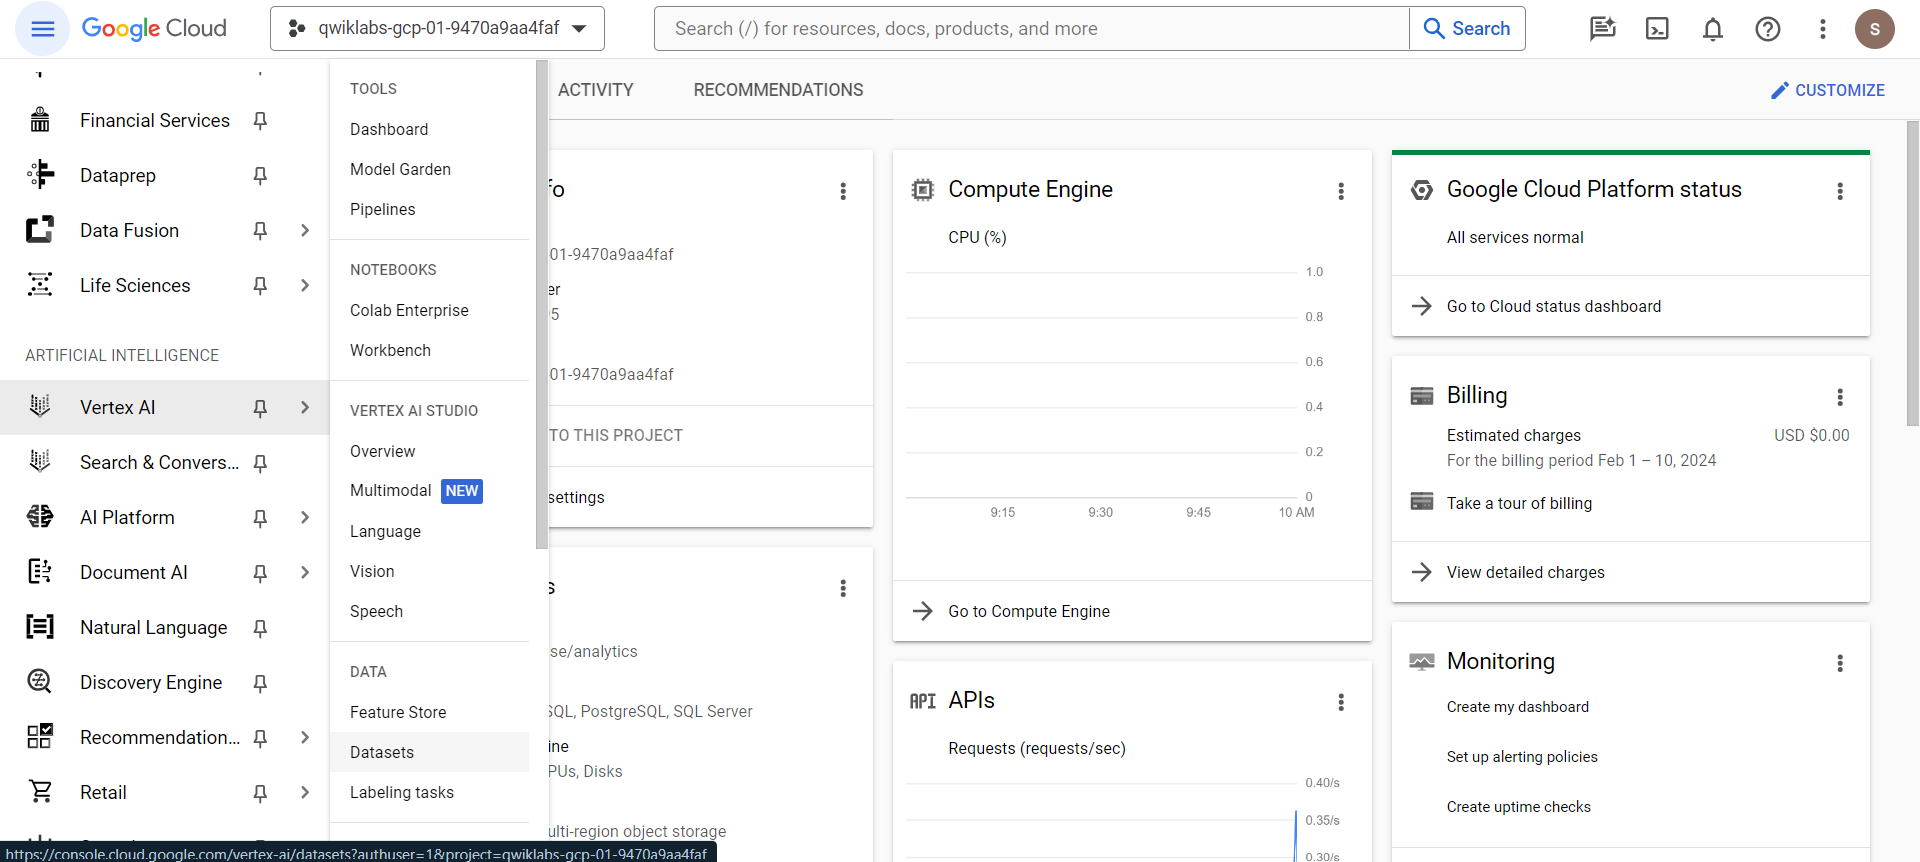 Google Cloud
qwiklabs-gcp-01-9470a9aa4faf
Search (/) for resources, docs, products, and more
Search
S
Financial Services
Dataprep
Data Fusion
Life Sciences
ARTIFICIAL INTELLIGENCE
Vertex AI
Search & Convers...
AI Platform
Document AI
Natural Language
Discovery Engine
Recommendation...
Retail
TOOLS
Dashboard
Model Garden
Pipelines
NOTEBOOKS
Colab Enterprise
Workbench
VERTEX AI STUDIO
Overview
Multimodal NEW
Language
Vision
Speech
DATA
Feature Store
Datasets
Labeling tasks
ACTIVITY
RECOMMENDATIONS
CUSTOMIZE
fo
-01-9470a9aa4faf
er
95
-01-9470a9aa4faf
TO THIS PROJECT
settings
s
se/analytics
SQL, PostgreSQL, SQL Server
ine
PUs, Disks
ulti-region object storage
Compute Engine
CPU (%)
1.0
0.8
0.6
0.4
0.2
0
9:15
9:30
9:45
10 AM
Go to Compute Engine
API APIs
Requests (requests/sec)
0.40/s
0.35/s
0.30/s
Google Cloud Platform status
All services normal
Go to Cloud status dashboard
Billing
Estimated charges
USD $0.00
For the billing period Feb 1 – 10, 2024
Take a tour of billing
View detailed charges
Monitoring
Create my dashboard
Set up alerting policies
Create uptime checks
https://console.cloud.google.com/vertex-ai/datasets?authuser=1&project=qwiklabs-gcp-01-9470a9aa4faf